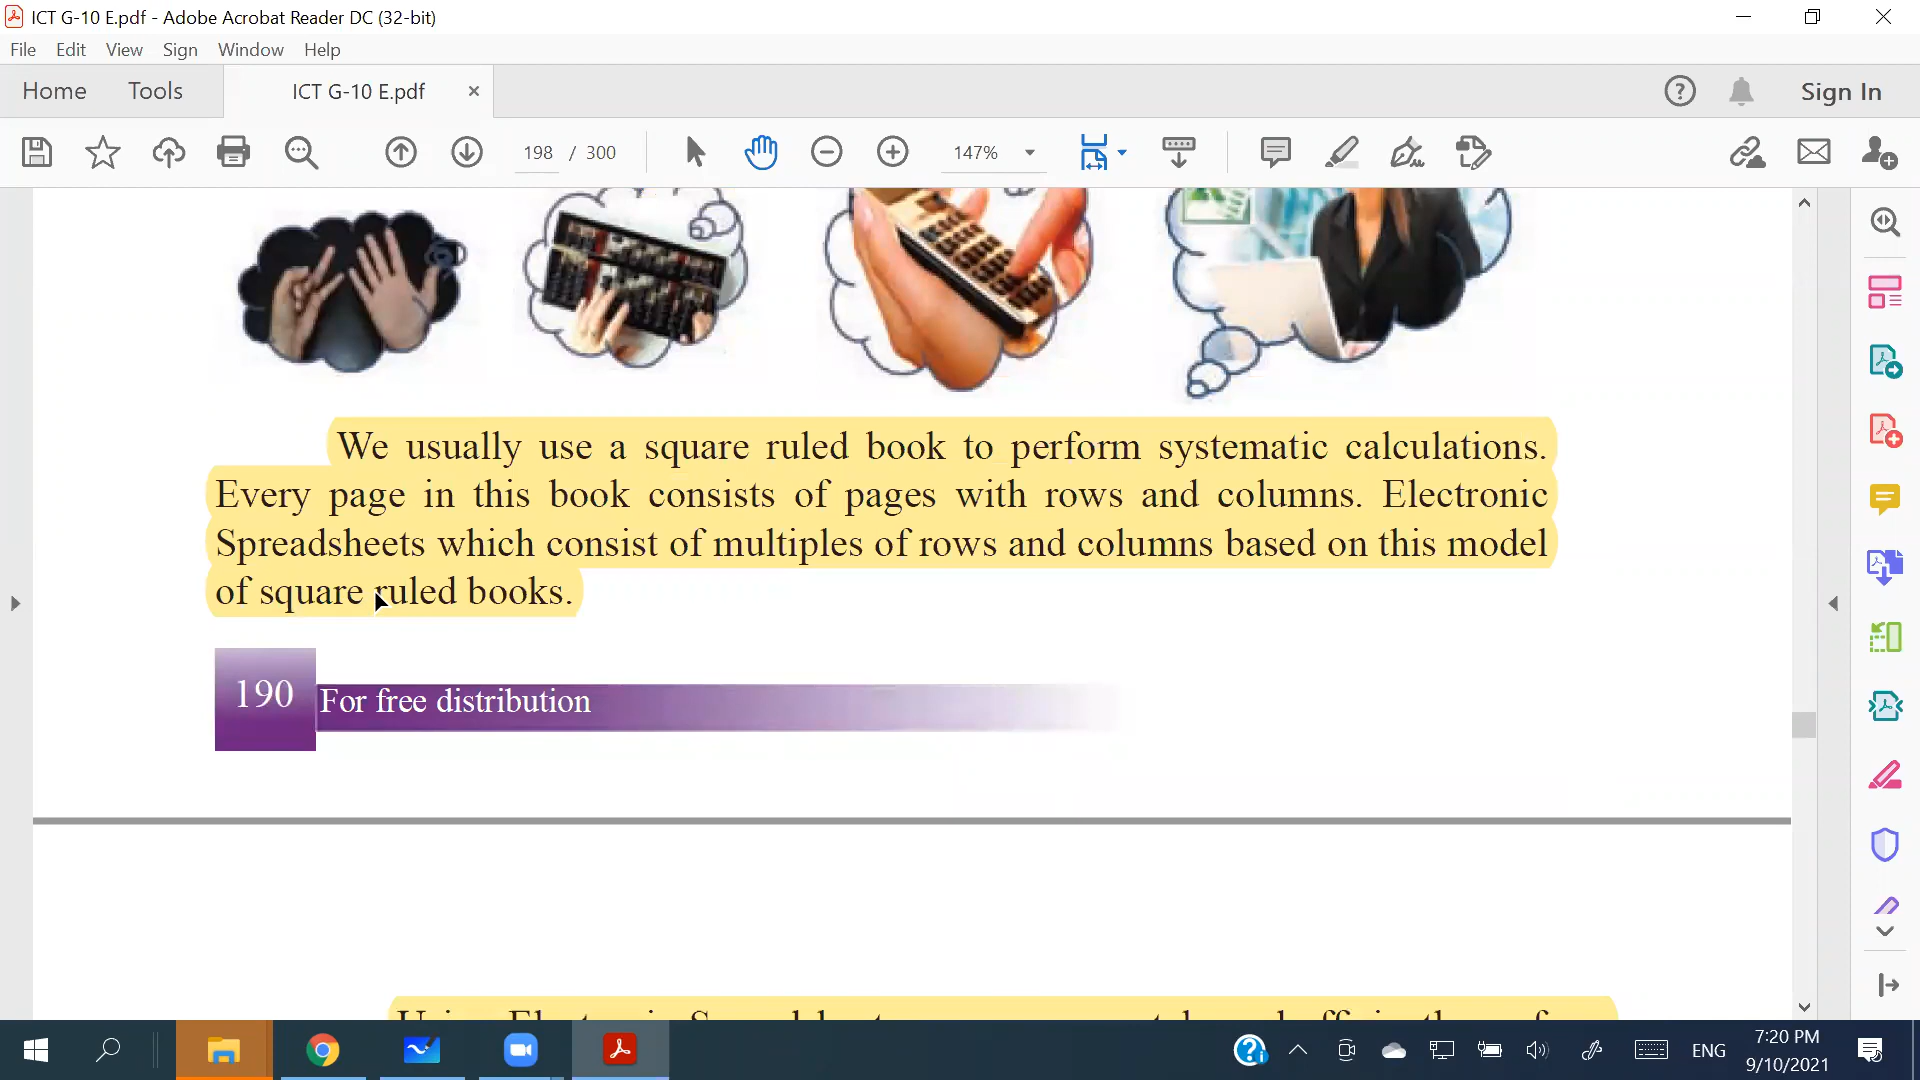 ICT G-10 E.pdf - Adobe Acrobat Reader DC (32-bit)
File Edit View Sign Window Help
Home Tools ICT G-10 E.pdf × Sign In
198 / 300 147%
We usually use a square ruled book to perform systematic calculations.
Every page in this book consists of pages with rows and columns. Electronic
Spreadsheets which consist of multiples of rows and columns based on this model
of square ruled books.
190 For free distribution
ENG
7:20 PM
9/10/2021